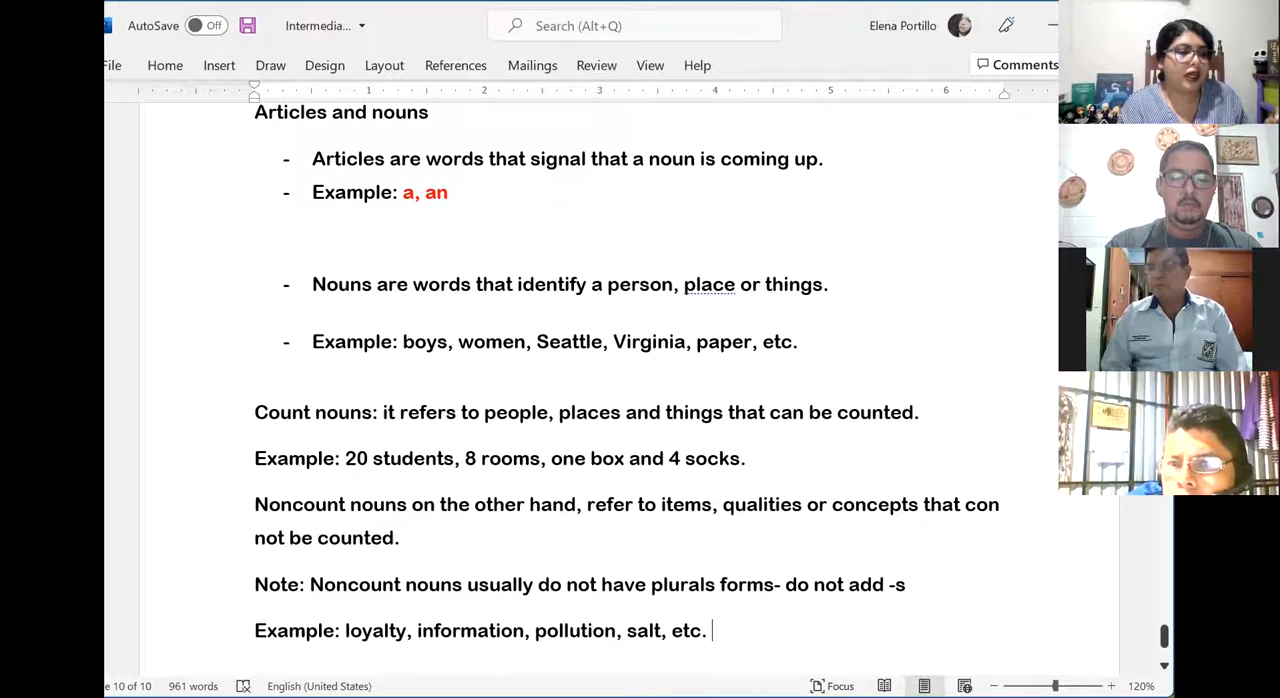 AutoSave Off Intermedia... Search (Alt+Q) Elena Portillo
File Home Insert Draw Design Layout References Mailings Review View Help Comments
1 2 3 4 5 6
Articles and nouns
- Articles are words that signal that a noun is coming up.
- Example: a, an
- Nouns are words that identify a person, place or things.
- Example: boys, women, Seattle, Virginia, paper, etc.
Count nouns: it refers to people, places and things that can be counted.
Example: 20 students, 8 rooms, one box and 4 socks.
Noncount nouns on the other hand, refer to items, qualities or concepts that con
not be counted.
Note: Noncount nouns usually do not have plurals forms- do not add -s
Example: loyalty, information, pollution, salt, etc.
e 10 of 10 961 words English (United States) Focus 120%